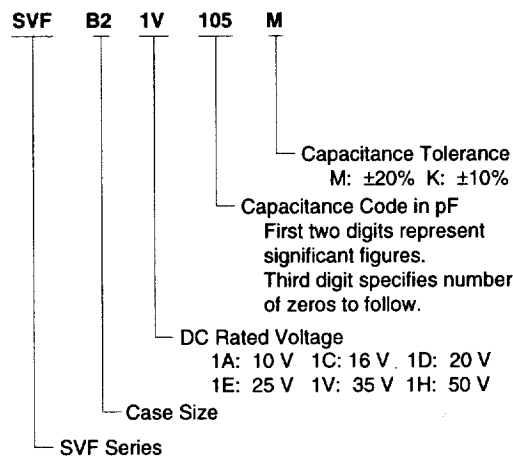 SVF B2 1V 105 M
Capacitance Tolerance
M: ±20% K: ±10%
Capacitance Code in pF
First two digits represent
significant figures.
Third digit specifies number
of zeros to follow.
DC Rated Voltage
1A: 10 V 1C: 16 V 1D: 20 V
1E: 25 V 1V: 35 V 1H: 50 V
Case Size
SVF Series